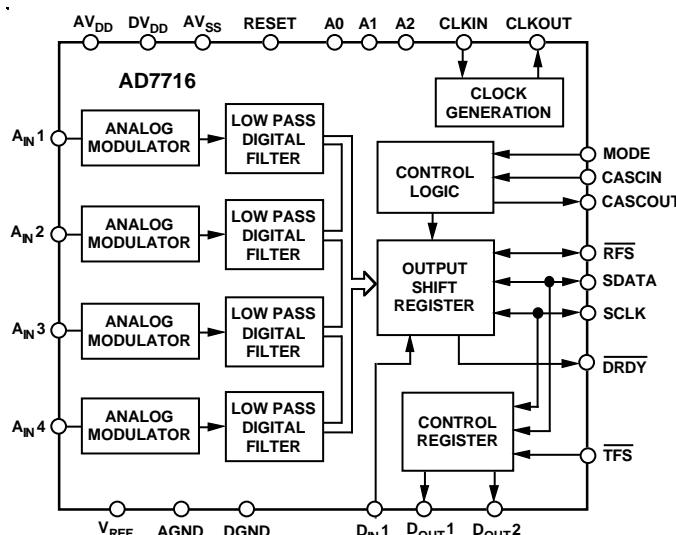 AVDD DVDD AVSS RESET A0 A1 A2 CLKIN CLKOUT
AD7716
CLOCK
GENERATION
AIN1
ANALOG
MODULATOR
LOW PASS
DIGITAL
FILTER
MODE
CASCIN
CASCOUT
CONTROL
LOGIC
AIN2
ANALOG
MODULATOR
LOW PASS
DIGITAL
FILTER
OUTPUT
SHIFT
REGISTER
RFS
SDATA
SCLK
DRDY
AIN3
ANALOG
MODULATOR
LOW PASS
DIGITAL
FILTER
AIN4
ANALOG
MODULATOR
LOW PASS
DIGITAL
FILTER
CONTROL
REGISTER
TFS
VREF AGND DGND DIN1 DOUT1 DOUT2